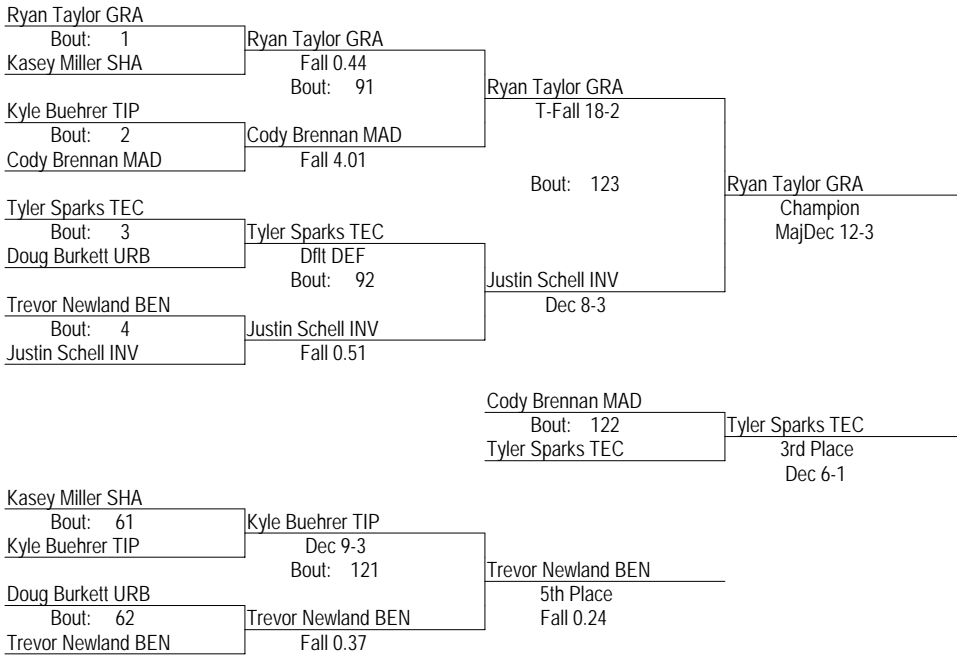 Ryan Taylor GRA
Bout: 1
Kasey Miller SHA
Ryan Taylor GRA
Fall 0.44
Bout: 91
Kyle Buehrer TIP
Bout: 2
Cody Brennan MAD
Cody Brennan MAD
Fall 4.01
Ryan Taylor GRA
T-Fall 18-2
Bout: 123
Tyler Sparks TEC
Bout: 3
Doug Burkett URB
Tyler Sparks TEC
Dflt DEF
Bout: 92
Trevor Newland BEN
Bout: 4
Justin Schell INV
Justin Schell INV
Fall 0.51
Justin Schell INV
Dec 8-3
Ryan Taylor GRA
Champion
MajDec 12-3
Cody Brennan MAD
Bout: 122
Tyler Sparks TEC
Tyler Sparks TEC
3rd Place
Dec 6-1
Kasey Miller SHA
Bout: 61
Kyle Buehrer TIP
Kyle Buehrer TIP
Dec 9-3
Bout: 121
Doug Burkett URB
Bout: 62
Trevor Newland BEN
Trevor Newland BEN
Fall 0.37
Trevor Newland BEN
5th Place
Fall 0.24